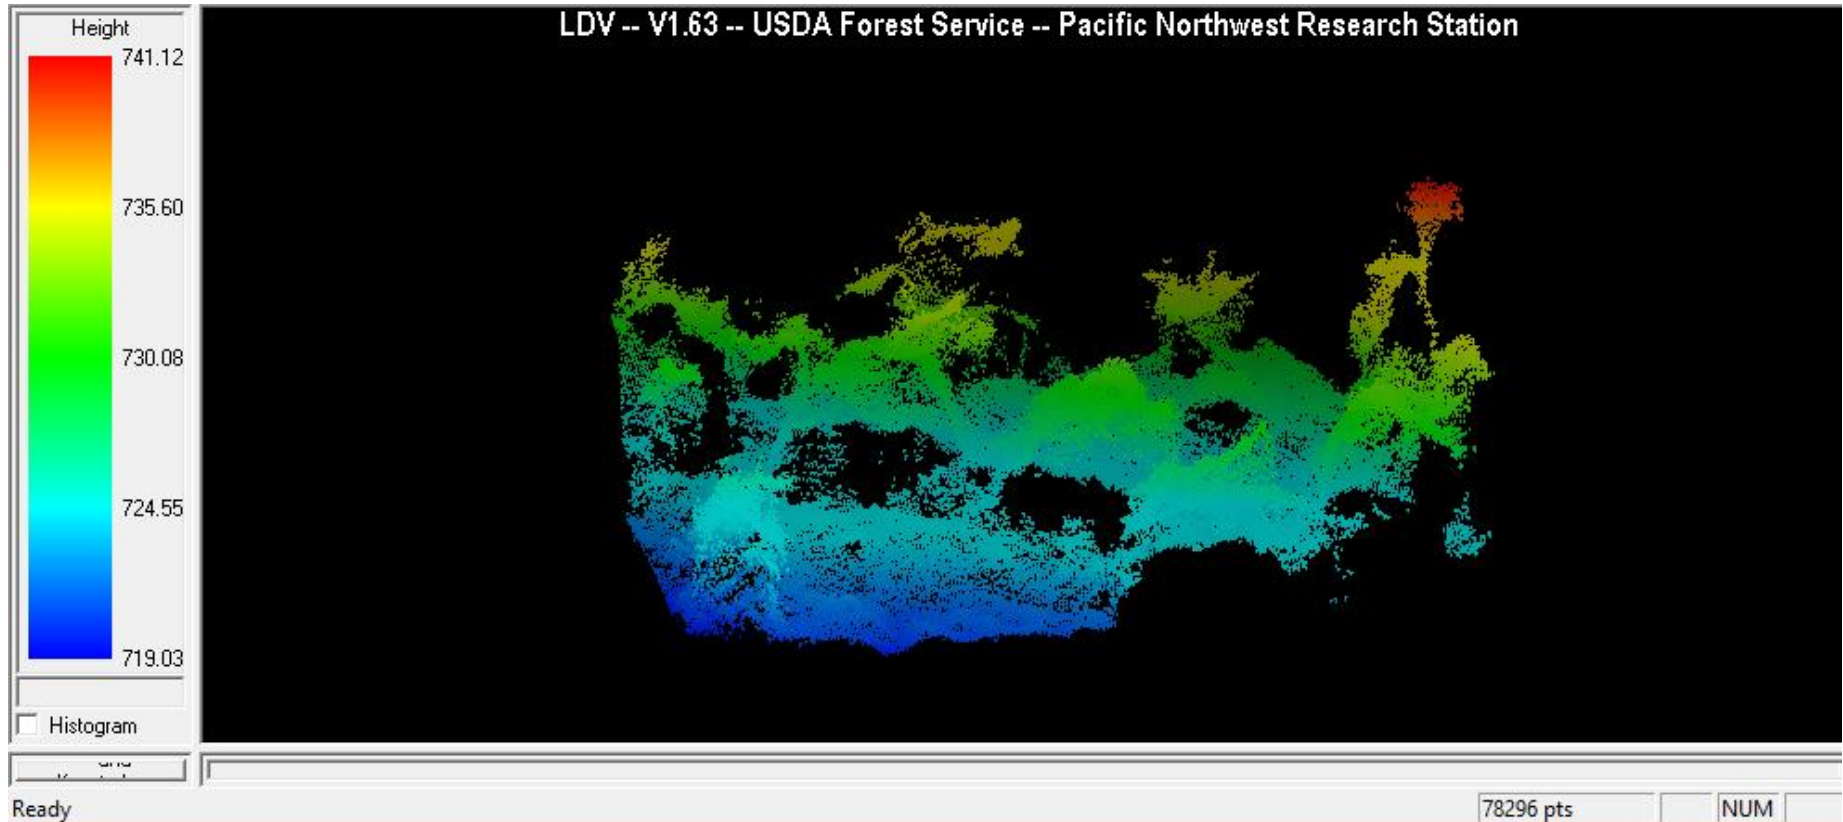 LDV -- V1.63 -- USDA Forest Service -- Pacific Northwest Research Station
Height
741.12
735.60
730.08
724.55
719.03
Histogram
Ready
78296 pts
NUM